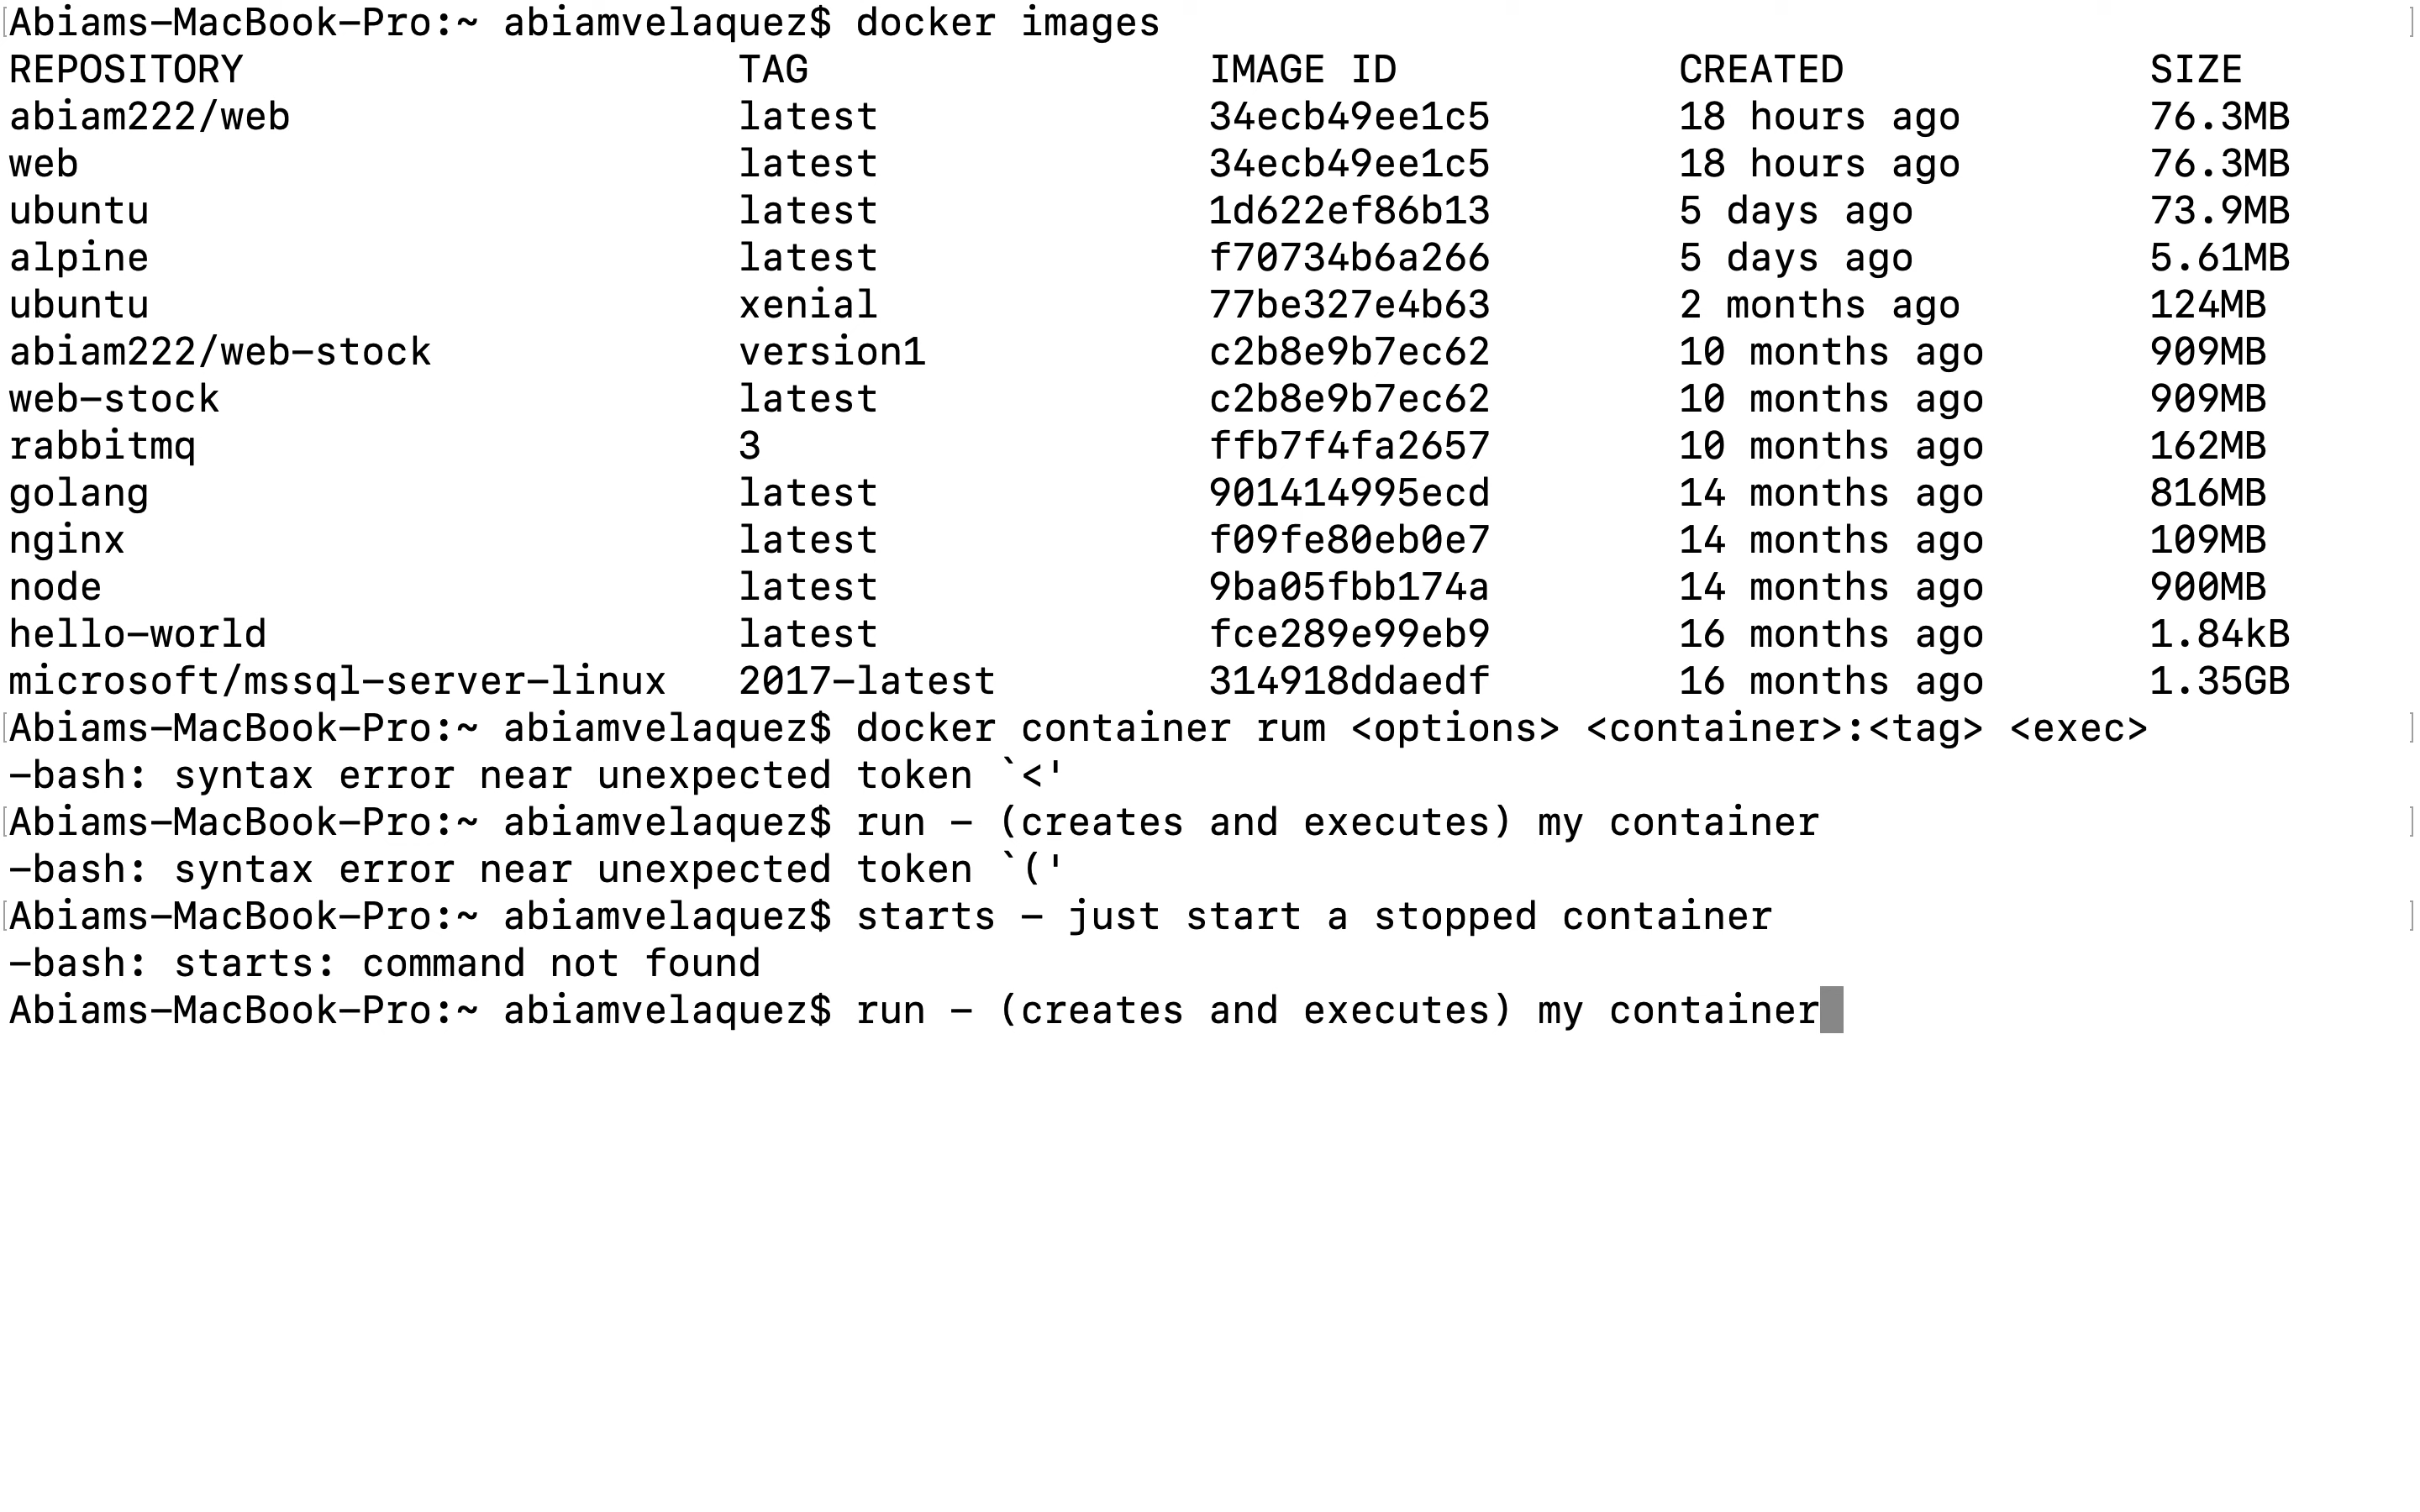 Abiams-MacBook-Pro:~ abiamvelaquez$ docker images
REPOSITORY TAG IMAGE ID CREATED SIZE
abiam222/web latest 34ecb49ee1c5 18 hours ago 76.3MB
web latest 34ecb49ee1c5 18 hours ago 76.3MB
ubuntu latest 1d622ef86b13 5 days ago 73.9MB
alpine latest f70734b6a266 5 days ago 5.61MB
ubuntu xenial 77be327e4b63 2 months ago 124MB
abiam222/web-stock version1 c2b8e9b7ec62 10 months ago 909MB
web-stock latest c2b8e9b7ec62 10 months ago 909MB
rabbitmq 3 ffb7f4fa2657 10 months ago 162MB
golang latest 901414995ecd 14 months ago 816MB
nginx latest f09fe80eb0e7 14 months ago 109MB
node latest 9ba05fbb174a 14 months ago 900MB
hello-world latest fce289e99eb9 16 months ago 1.84kB
microsoft/mssql-server-linux 2017-latest 314918ddaedf 16 months ago 1.35GB
Abiams-MacBook-Pro:~ abiamvelaquez$ docker container rum <options> <container>:<tag> <exec>
-bash: syntax error near unexpected token `<'
Abiams-MacBook-Pro:~ abiamvelaquez$ run - (creates and executes) my container
-bash: syntax error near unexpected token `('
Abiams-MacBook-Pro:~ abiamvelaquez$ starts - just start a stopped container
-bash: starts: command not found
Abiams-MacBook-Pro:~ abiamvelaquez$ run - (creates and executes) my container